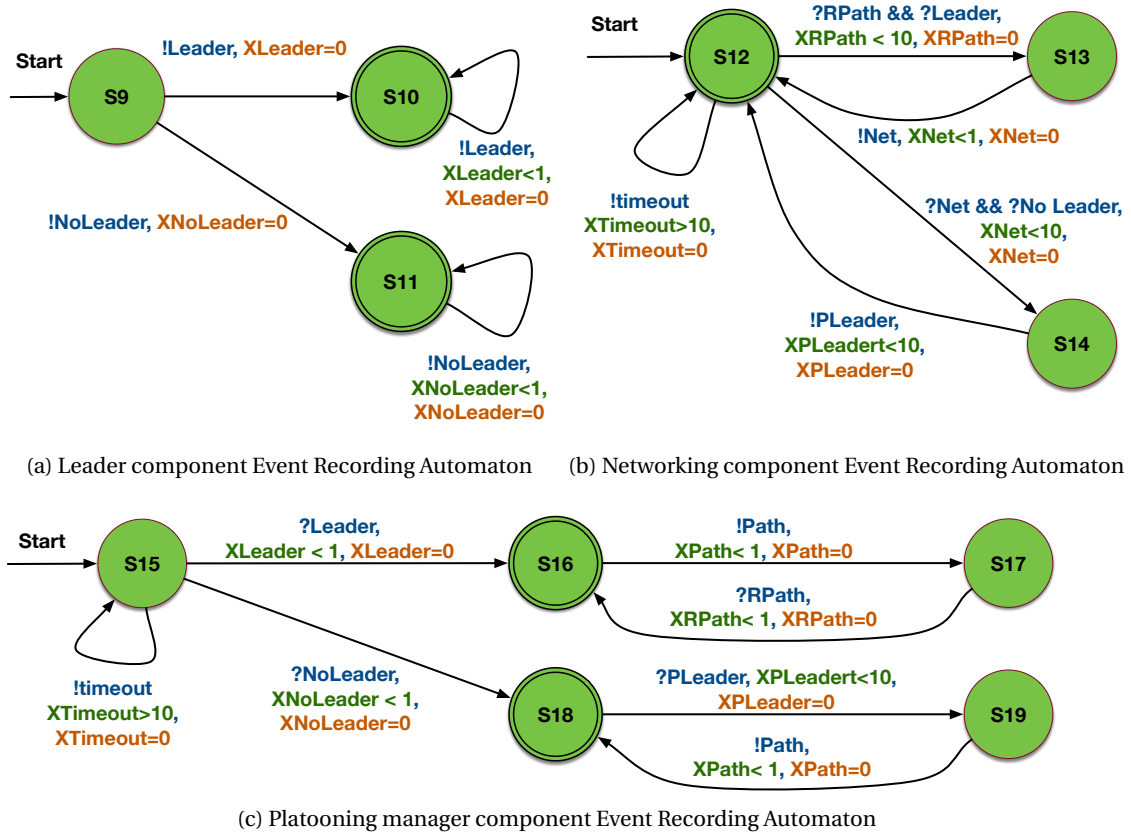 !Leader, XLeader=0
Start
S9
S10
!Leader,
XLeader<1,
XLeader=0
!NoLeader, XNoLeader=0
S11
!NoLeader,
XNoLeader<1,
XNoLeader=0
(a) Leader component Event Recording Automaton
?RPath && ?Leader,
XRPath < 10, XRPath=0
Start
S12
S13
!Net, XNet<1, XNet=0
!timeout
XTimeout>10,
XTimeout=0
?Net && ?No Leader,
XNet<10,
XNet=0
!PLeader,
XPLeadert<10,
XPLeader=0
S14
(b) Networking component Event Recording Automaton
Start
S15
?Leader,
XLeader < 1, XLeader=0
S16
!Path,
XPath< 1, XPath=0
S17
?RPath,
XRPath< 1, XRPath=0
!timeout
XTimeout>10,
XTimeout=0
?NoLeader,
XNoLeader < 1,
XNoLeader=0
S18
?PLeader, XPLeadert<10,
XPLeader=0
S19
!Path,
XPath< 1, XPath=0
(c) Platooning manager component Event Recording Automaton